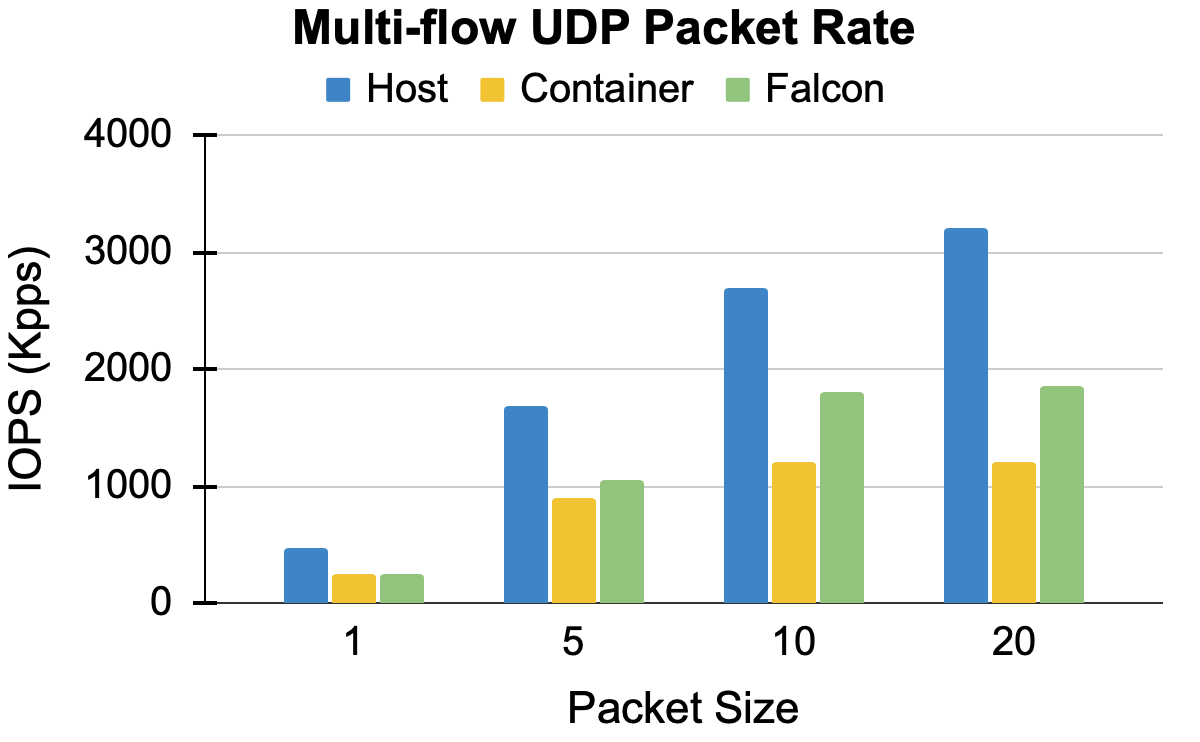 Multi-flow UDP Packet Rate
Host Container Falcon
4000
3000
2000
1000
0
IOPS (Kpps)
1 5 10 20
Packet Size